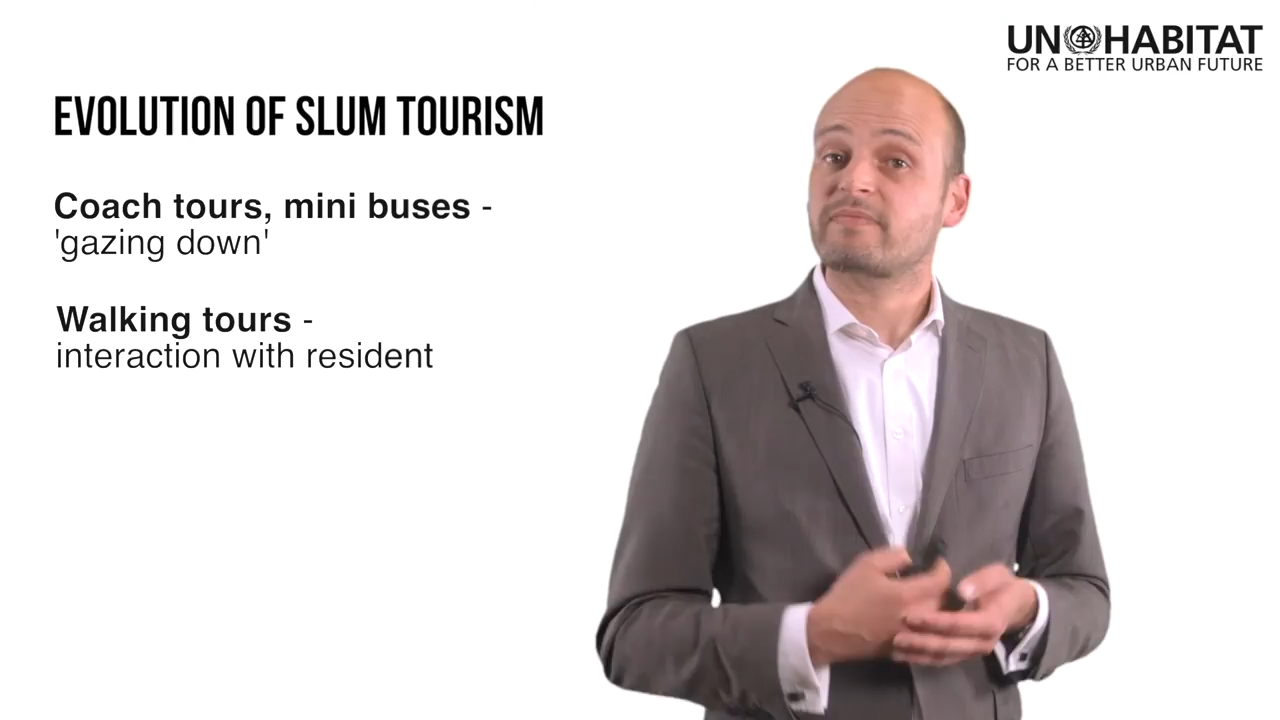 UN HABITAT
FOR A BETTER URBAN FUTURE
EVOLUTION OF SLUM TOURISM
Coach tours, mini buses -
'gazing down'
Walking tours -
interaction with resident